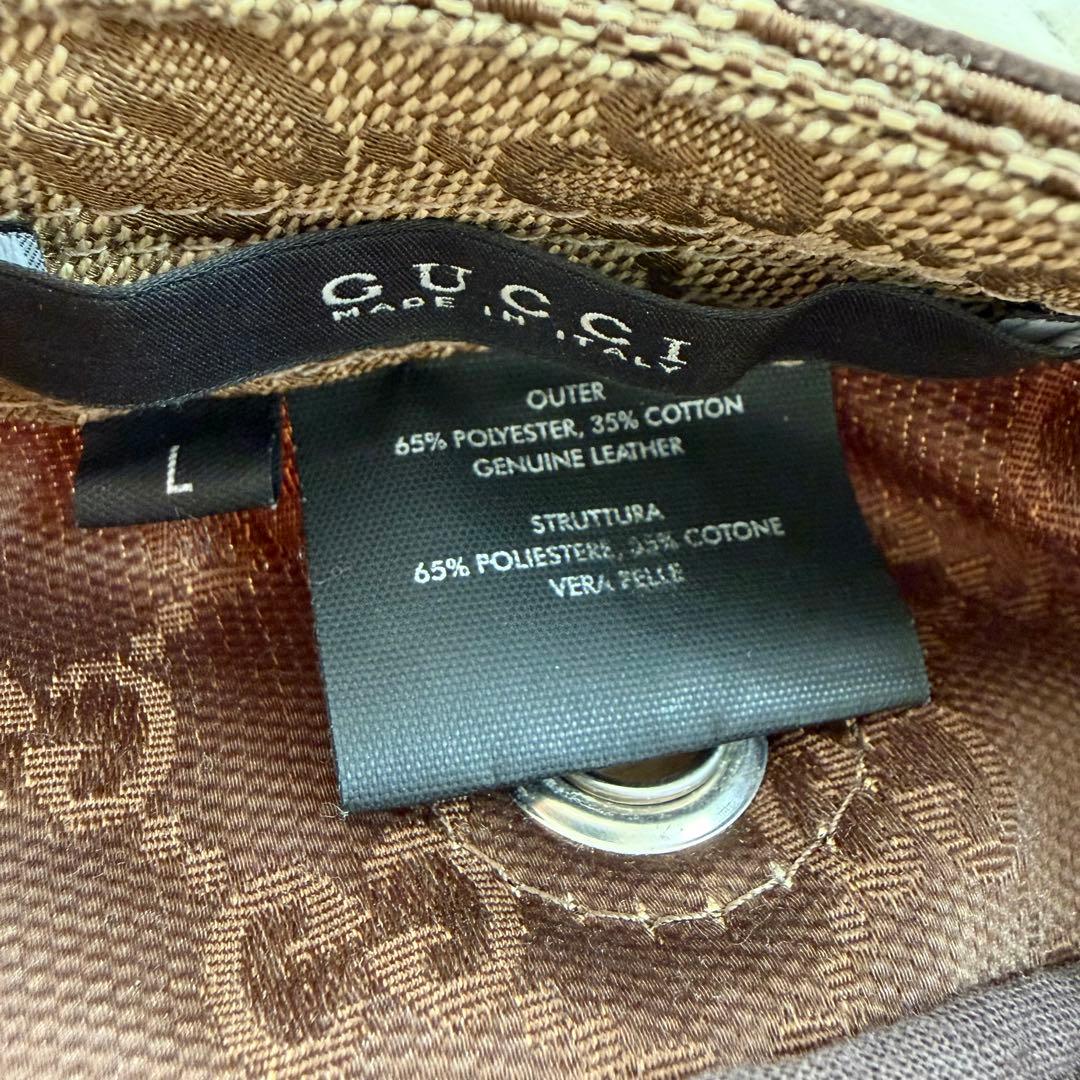 GUCCI
MADE IN ITALY
L
OUTER
65% POLYESTER, 35% COTTON
GENUINE LEATHER
STRUTTURA
65% POLIESTERE, 35% COTONE
VERA PELLE